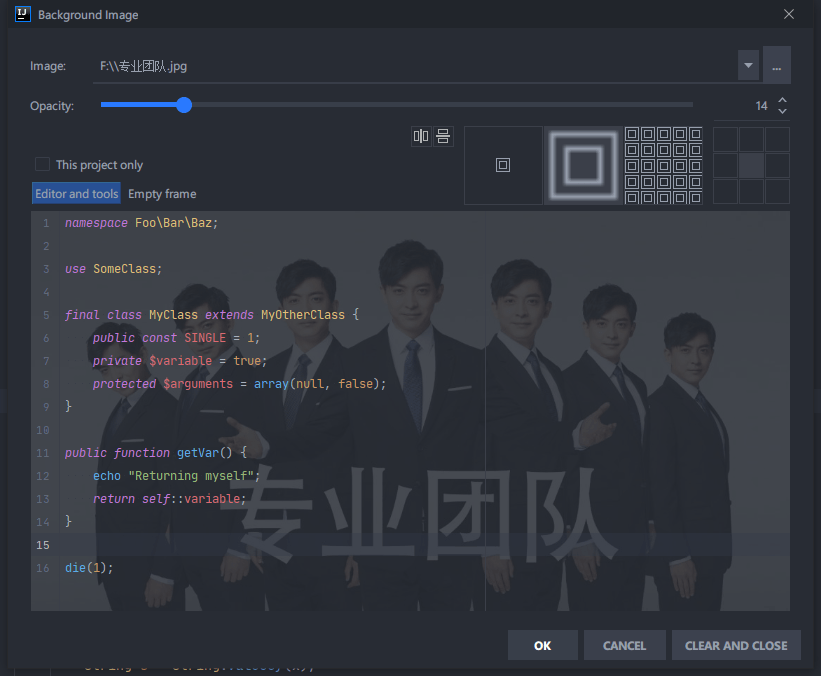 IJ
Background Image
Image:
F:\\专业团队.jpg
...
Opacity:
14
This project only
Editor and tools
Empty frame
1 namespace Foo\Bar\Baz;
2
3 use SomeClass;
4
5 final class MyClass extends MyOtherClass {
6 public const SINGLE = 1;
7 private $variable = true;
8 protected $arguments = array(null, false);
9 }
10
11 public function getVar() {
12 echo "Returning myself";
13 return self::variable;
14 }
15
16 die(1);
专业团队
OK
CANCEL
CLEAR AND CLOSE